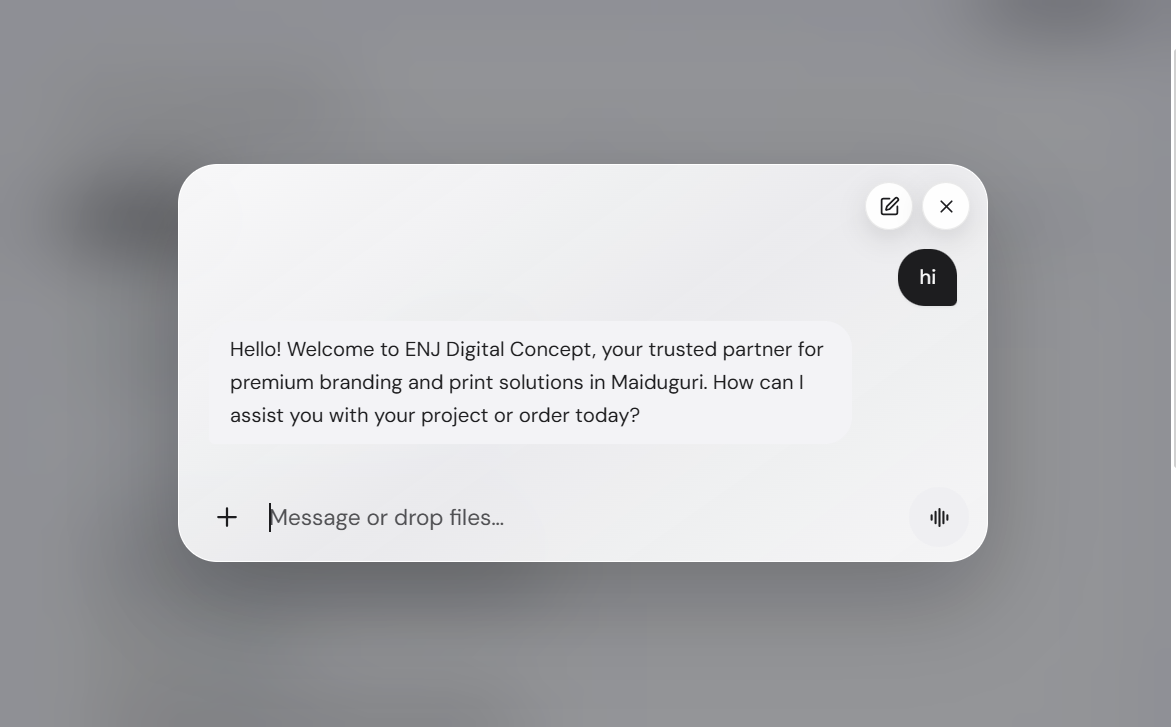 hi
Hello! Welcome to ENJ Digital Concept, your trusted partner for
premium branding and print solutions in Maiduguri. How can I
assist you with your project or order today?
Message or drop files...